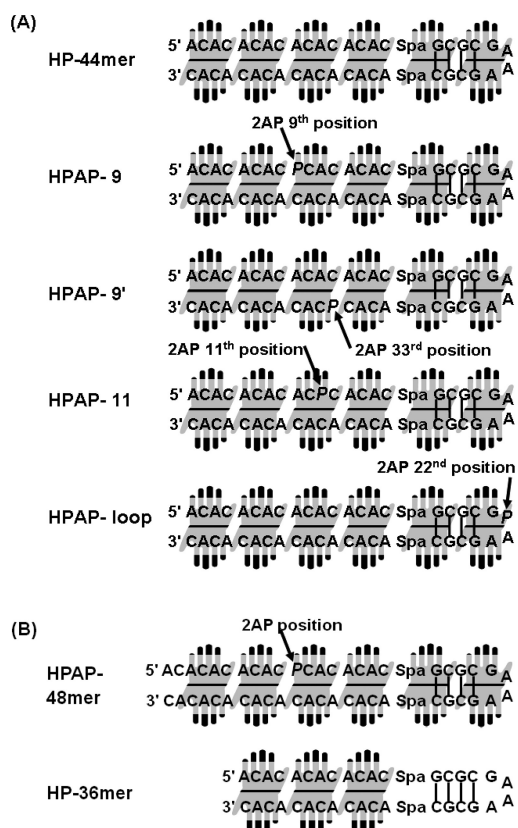 (A)
5' ACAC ACAC ACAC ACAC Spa GCGC G A
HP-44mer
3' CACA CACA CACA CACA Spa CGCG A A
2AP 9th position
5' ACAC ACAC PCAC ACAC Spa GCGC G A
HPAP- 9
3' CACA CACA CACA CACA Spa CGCG A A
5' ACAC ACAC ACAC ACAC Spa GCGC G A
HPAP- 9'
3' CACA CACA CACP CACA Spa CGCG A A
2AP 11th position
2AP 33rd position
5' ACAC ACAC ACPC ACAC Spa GCGC G A
HPAP- 11
3' CACA CACA CACA CACA Spa CGCG A A
2AP 22nd position
5' ACAC ACAC ACAC ACAC Spa GCGC G P
HPAP- loop
3' CACA CACA CACA CACA Spa CGCG A A
(B)
2AP position
5' ACACAC ACAC PCAC ACAC Spa GCGC G A
HPAP-
48mer
3' CACACA CACA CACA CACA Spa CGCG A A
5' ACAC ACAC ACAC Spa GCGC G A
HP-36mer
3' CACA CACA CACA Spa CGCG A A